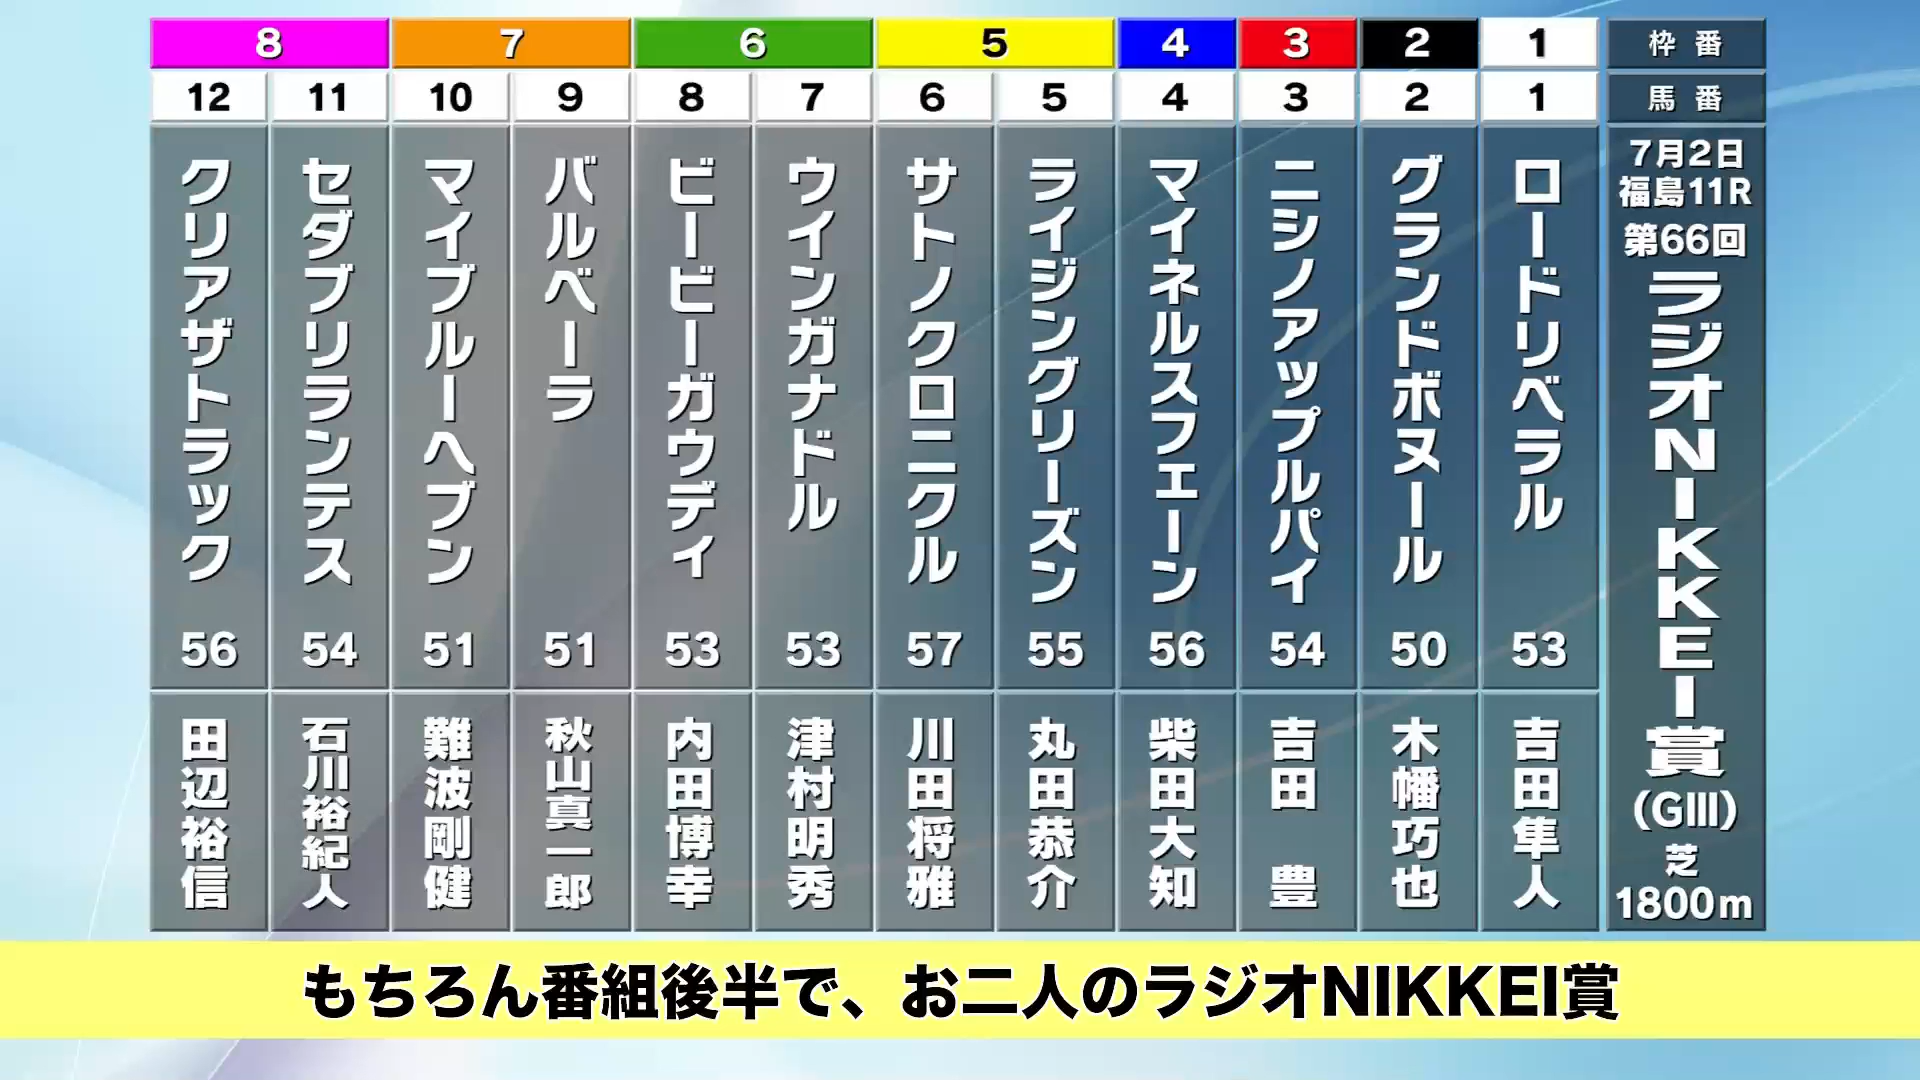 枠番
馬番
7月2日
福島11R
第66回
ラジオNIKKEI賞
(GIII)
芝
1800m
1
1
ロードリベラル
53
吉田隼人
2
2
グランドボヌール
50
木幡巧也
3
3
ニシノアップルパイ
54
吉田 豊
4
4
マイネルスフェーン
56
柴田大知
5
5
ライジングリーズン
55
丸田恭介
6
サトノクロニクル
57
川田将雅
6
7
ウインガナドル
53
津村明秀
8
ビービーガウディ
53
内田博幸
7
9
バルベーラ
51
秋山真一郎
10
マイブルーヘブン
51
難波剛健
8
11
セダブリランテス
54
石川裕紀人
12
クリアザトラック
56
田辺裕信
もちろん番組後半で、お二人のラジオNIKKEI賞